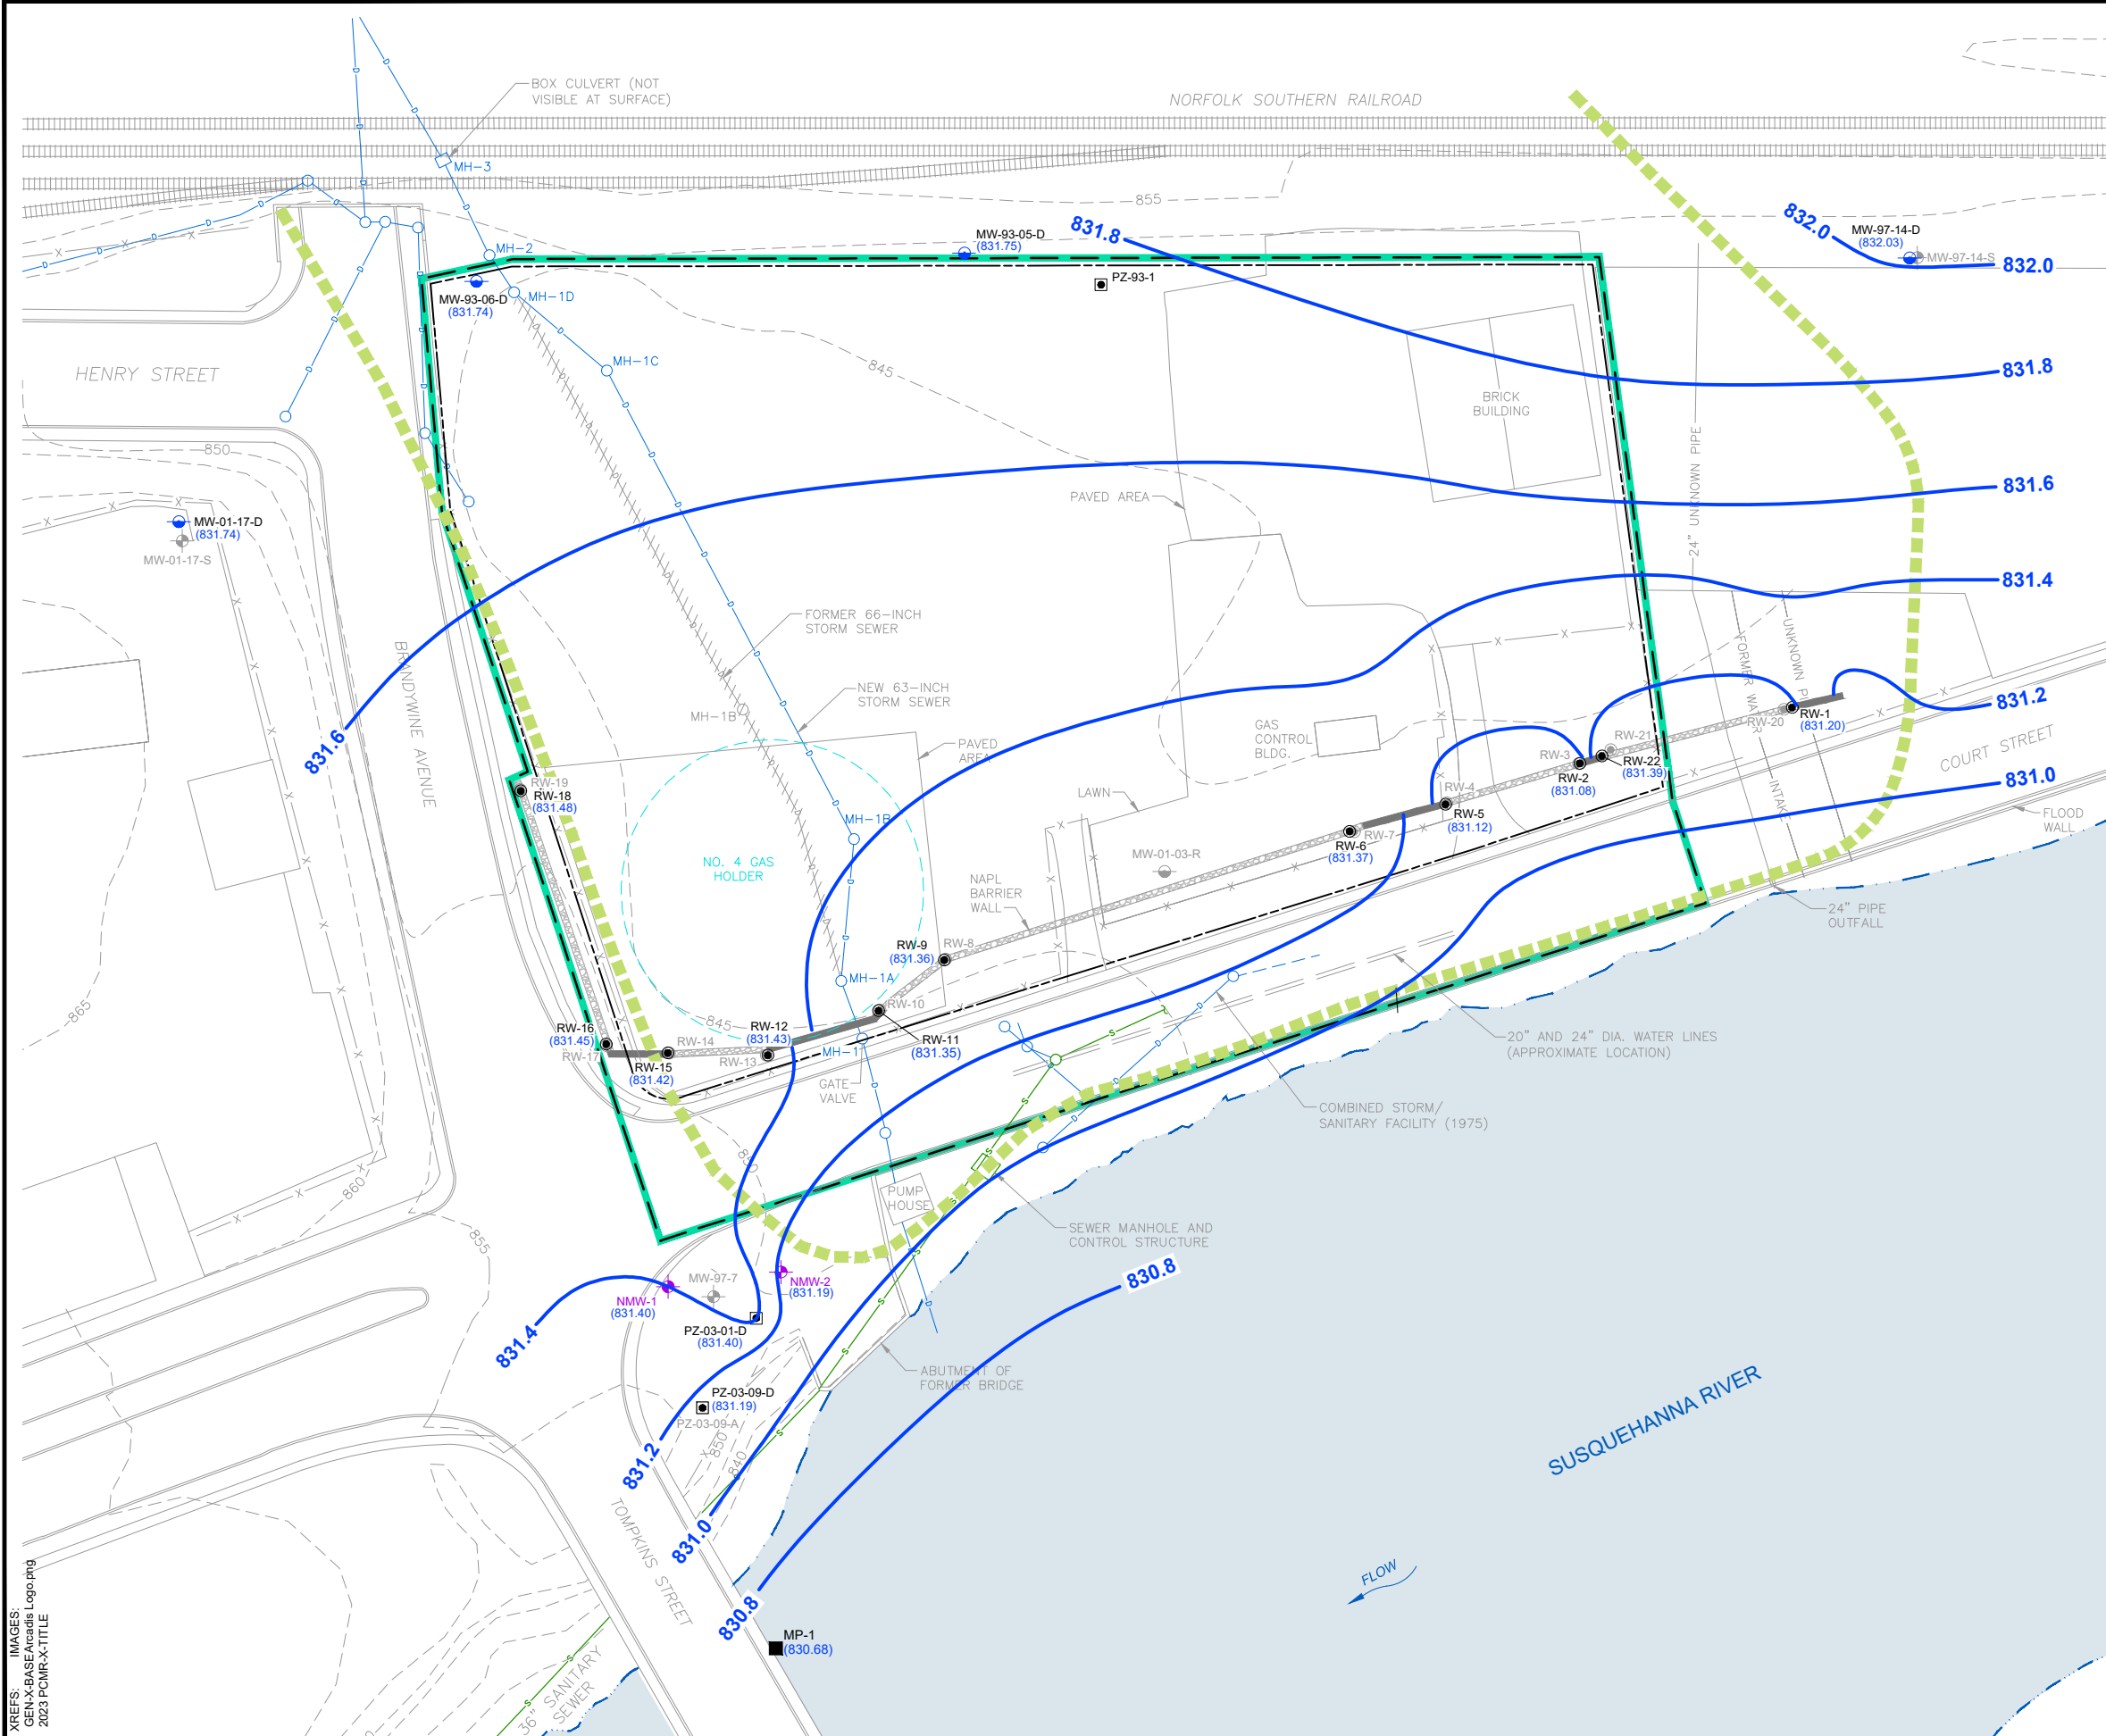 BOX CULVERT (NOT
VISIBLE AT SURFACE)
NORFOLK SOUTHERN RAILROAD
MH-3
855
MH-2
MW-93-05-D
(831.75)
831.8
832.0
MW-97-14-D
(832.03)
MW-97-14-S
832.0
MW-93-06-D
(831.74)
MH-1D
PZ-93-1
HENRY STREET
MH-1C
845
831.8
BRICK
BUILDING
850
PAVED AREA
831.6
24" UNKNOWN PIPE
MW-01-17-D
(831.74)
MW-01-17-S
831.4
FORMER 66-INCH
STORM SEWER
BRANDYWINE AVENUE
NEW 63-INCH
STORM SEWER
MH-1B
FORMER WATER INTAKE
UNKNOWN
831.2
RW-20
RW-1
(831.20)
831.6
PAVED
AREA
GAS
CONTROL
BLDG.
RW-3
RW-21
RW-22
(831.39)
RW-2
(831.08)
COURT STREET
831.0
RW-19
RW-18
(831.48)
LAWN
RW-4
RW-5
(831.12)
FLOOD
WALL
MH-1B
RW-7
RW-6
(831.37)
MW-01-03-R
NO. 4 GAS
HOLDER
NAPL
BARRIER
WALL
24" PIPE
OUTFALL
RW-9
(831.36)
RW-8
MH-1A
865
RW-10
845
RW-12
(831.43)
RW-16
(831.45)
RW-17
RW-14
RW-13
MH-11
RW-11
(831.35)
RW-15
(831.42)
GATE
VALVE
20" AND 24" DIA. WATER LINES
(APPROXIMATE LOCATION)
COMBINED STORM/
SANITARY FACILITY (1975)
850
860
PUMP
HOUSE
855
SEWER MANHOLE AND
CONTROL STRUCTURE
MW-97-7
NMW-2
(831.19)
NMW-1
(831.40)
830.8
PZ-03-01-D
(831.40)
831.4
ABUTMENT OF
FORMER BRIDGE
PZ-03-09-D
(831.19)
PZ-03-09-A
850
840
831.2
SUSQUEHANNA RIVER
831.0
TOMPKINS STREET
FLOW
830.8
MP-1
(830.68)
36" SANITARY
SEWER
XREFS:
IMAGES:
GEN-X-BASE
Arcadis Logo.png
2023 PCMR-X-TITLE